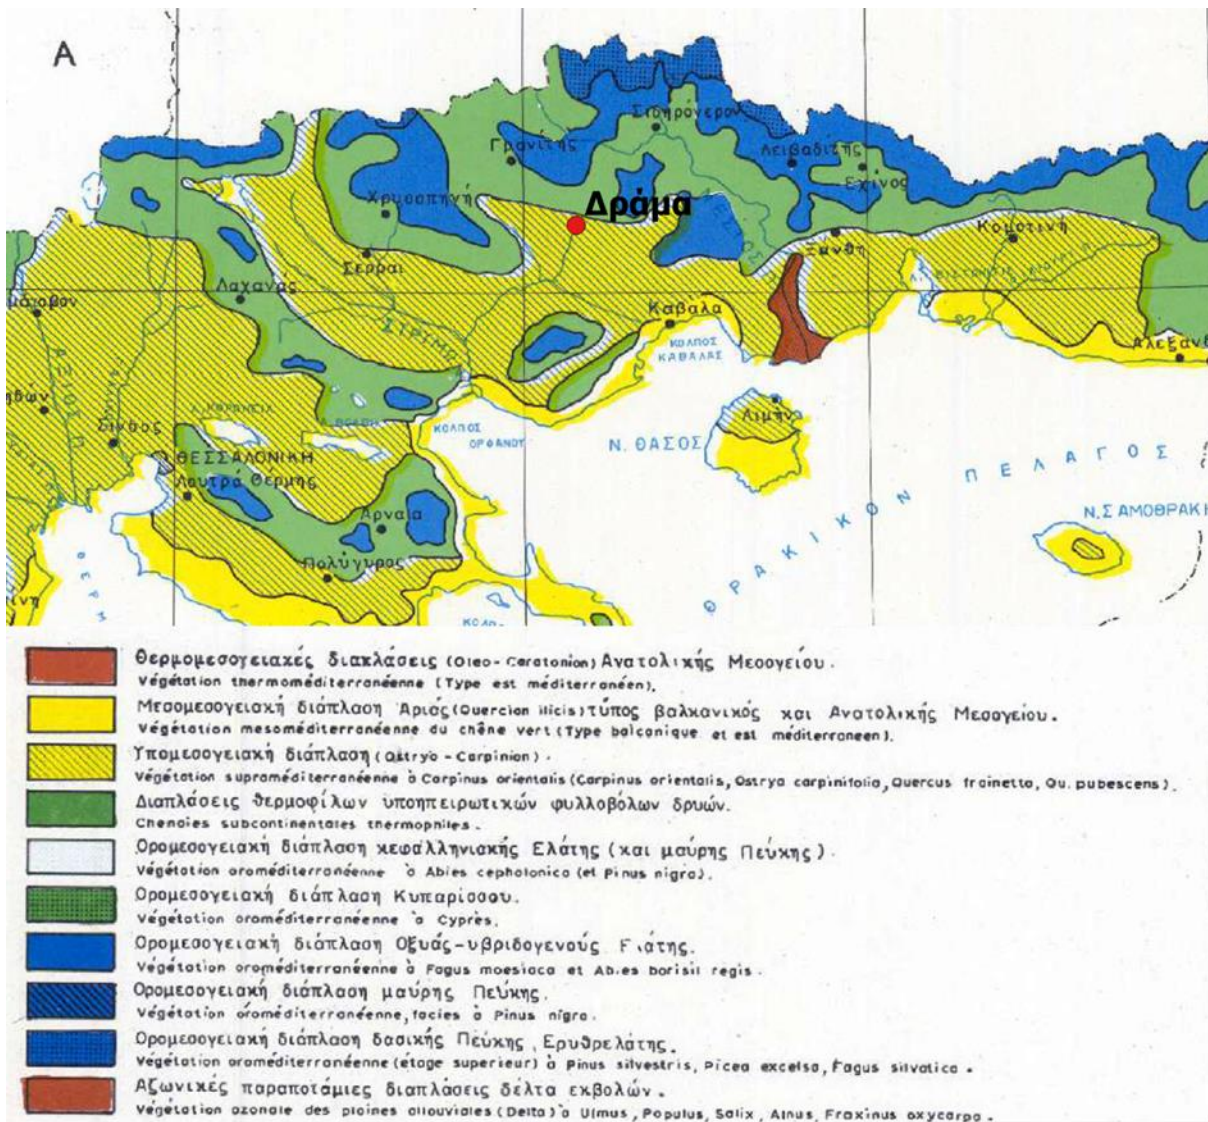 A
Σιδηρόνερον
Γρανίτης
Λειβαδίτης
Εχίνος
Χρυσοπηγή
Δράμα
Κομοτινή
Ξάνθη
Σέρραι
Λαχανάς
Καβάλα
ΣΤΡΥΜΩ
ΚΟΛΠΟΣ
ΚΑΒΑΛΑΣ
Αλεξανδ
ηδών
Σίνδος
Λιμήν
ΚΟΛΠΟΣ
ΟΡΦΑΝΟΥ
Ν. ΘΑΣΟΣ
ΘΕΣΣΑΛΟΝΙΚΗ
Λουτρά Θέρμης
ΘΡΑΚΙΚΟΝ ΠΕΛΑΓΟΣ
Αρναία
Ν.ΣΑΜΟΘΡΑΚΗ
Πολύγυρος
ΘΕΡΜ
Θερμομεσογειακές διαπλάσεις (Oleo-Ceratonion) Ανατολικής Μεσογείου.
Végétation thermoméditerranéenne (Type est méditerranéen).
Μεσομεσογειακή διάπλαση Αριάς (Quercion ilicis) τύπος βαλκανικός και Ανατολικής Μεσογείου.
Végétation mesoméditerranéenne du chêne vert (Type balcanique et est méditerraneen).
Υπομεσογειακή διάπλαση (Ostryo-Carpinion).
Végétation supraméditerranéenne à Carpinus orientalis (Carpinus orientalis, Ostrya carpinifolia, Quercus frainetto, Qu. pubescens).
Διαπλάσεις θερμοφίλων υποηπειρωτικών φυλλοβόλων δρυών.
Chenaies subcontinentales thermophiles.
Ορομεσογειακή διάπλαση κεφαλληνιακής Ελάτης (και μαύρης Πεύκης).
Végétation oroméditerranéenne à Abies cephalonica (et Pinus nigra).
Ορομεσογειακή διάπλαση Κυπαρίσσου.
Végétation oroméditerranéenne à Cyprès.
Ορομεσογειακή διάπλαση Οξυάς-υβριδογενούς Ελάτης.
Végétation oroméditerranéenne à Fagus moesiaca et Abies borisii regis.
Ορομεσογειακή διάπλαση μαύρης Πεύκης.
Végétation oroméditerranéenne, facies à Pinus nigra.
Ορομεσογειακή διάπλαση δασικής Πεύκης, Ερυθρελάτης.
Végétation oroméditerranéenne (étage superieur) à Pinus silvestris, Picea excelsa, Fagus silvatica.
Αζωνικές παραποτάμιες διαπλάσεις δέλτα εκβολών.
Végétation azonale des plaines alluviales (Delta) à Ulmus, Populus, Salix, Alnus, Fraxinus oxycarpa.